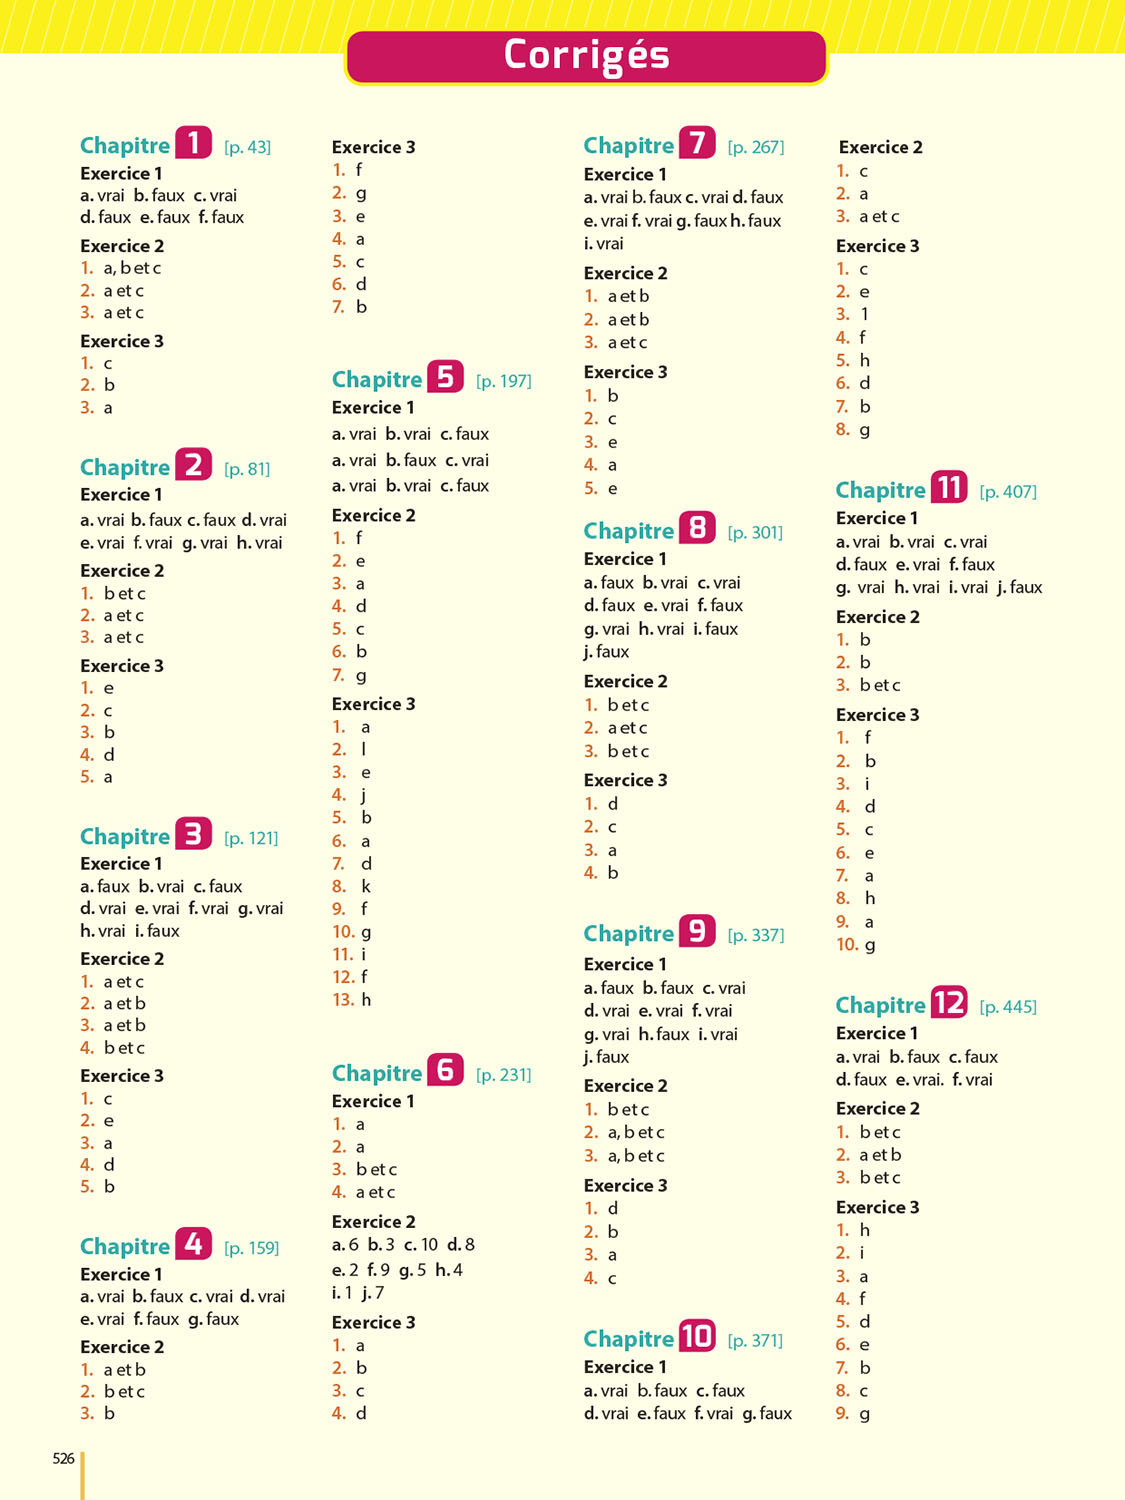 Corrigés
Chapitre 1 [p. 43]
Exercice 1
a. vrai b. faux c. vrai
d. faux e. faux f. faux
Exercice 2
1. a, b et c
2. a et c
3. a et c
Exercice 3
1. c
2. b
3. a
Chapitre 2 [p. 81]
Exercice 1
a. vrai b. faux c. faux d. vrai
e. vrai f. vrai g. vrai h. vrai
Exercice 2
1. b et c
2. a et c
3. a et c
Exercice 3
1. e
2. c
3. b
4. d
5. a
Chapitre 3 [p. 121]
Exercice 1
a. faux b. vrai c. faux
d. vrai e. vrai f. vrai g. vrai
h. vrai i. faux
Exercice 2
1. a et c
2. a et b
3. a et b
4. b et c
Exercice 3
1. c
2. e
3. a
4. d
5. b
Chapitre 4 [p. 159]
Exercice 1
a. vrai b. faux c. vrai d. vrai
e. vrai f. faux g. faux
Exercice 2
1. a et b
2. b et c
3. b
Exercice 3
1. f
2. g
3. e
4. a
5. c
6. d
7. b
Chapitre 5 [p. 197]
Exercice 1
a. vrai b. vrai c. faux
a. vrai b. faux c. vrai
a. vrai b. vrai c. faux
Exercice 2
1. f
2. e
3. a
4. d
5. c
6. b
7. g
Exercice 3
1. a
2. l
3. e
4. j
5. b
6. a
7. d
8. k
9. f
10. g
11. i
12. f
13. h
Chapitre 6 [p. 231]
Exercice 1
1. a
2. a
3. b et c
4. a et c
Exercice 2
a. 6 b. 3 c. 10 d. 8
e. 2 f. 9 g. 5 h. 4
i. 1 j. 7
Exercice 3
1. a
2. b
3. c
4. d
Chapitre 7 [p. 267]
Exercice 1
a. vrai b. faux c. vrai d. faux
e. vrai f. vrai g. faux h. faux
i. vrai
Exercice 2
1. a et b
2. a et b
3. a et c
Exercice 3
1. b
2. c
3. e
4. a
5. e
Chapitre 8 [p. 301]
Exercice 1
a. faux b. vrai c. vrai
d. faux e. vrai f. faux
g. vrai h. vrai i. faux
j. faux
Exercice 2
1. b et c
2. a et c
3. b et c
Exercice 3
1. d
2. c
3. a
4. b
Chapitre 9 [p. 337]
Exercice 1
a. faux b. faux c. vrai
d. vrai e. vrai f. vrai
g. vrai h. faux i. vrai
j. faux
Exercice 2
1. b et c
2. a, b et c
3. a, b et c
Exercice 3
1. d
2. b
3. a
4. c
Chapitre 10 [p. 371]
Exercice 1
a. vrai b. faux c. faux
d. vrai e. faux f. vrai g. faux
Exercice 2
1. c
2. a
3. a et c
Exercice 3
1. c
2. e
3. 1
4. f
5. h
6. d
7. b
8. g
Chapitre 11 [p. 407]
Exercice 1
a. vrai b. vrai c. vrai
d. faux e. vrai f. faux
g. vrai h. vrai i. vrai j. faux
Exercice 2
1. b
2. b
3. b et c
Exercice 3
1. f
2. b
3. i
4. d
5. c
6. e
7. a
8. h
9. a
10. g
Chapitre 12 [p. 445]
Exercice 1
a. vrai b. faux c. faux
d. faux e. vrai. f. vrai
Exercice 2
1. b et c
2. a et b
3. b et c
Exercice 3
1. h
2. i
3. a
4. f
5. d
6. e
7. b
8. c
9. g
526